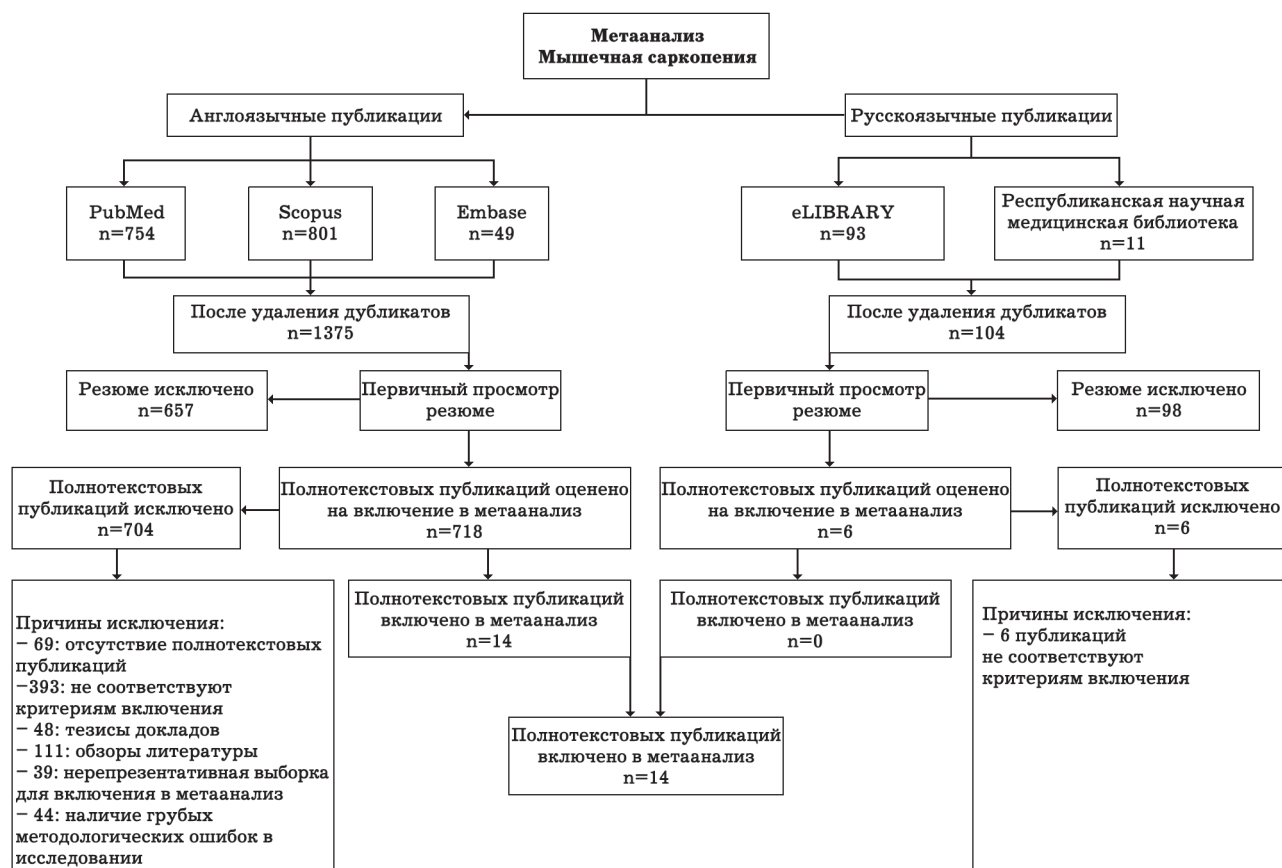 Метаанализ
Мышечная саркопения
Англоязычные публикации
Русскоязычные публикации
PubMed
n=754
Scopus
n=801
Embase
n=49
eLIBRARY
n=93
Республиканская научная
медицинская библиотека
n=11
После удаления дубликатов
n=1375
После удаления дубликатов
n=104
Резюме исключено
n=657
Первичный просмотр
резюме
Первичный просмотр
резюме
Резюме исключено
n=98
Полнотекстовых
публикаций исключено
n=704
Полнотекстовых публикаций оценено
на включение в метаанализ
n=718
Полнотекстовых публикаций оценено
на включение в метаанализ
n=6
Полнотекстовых
публикаций исключено
n=6
Причины исключения:
– 69: отсутствие полнотекстовых
публикаций
–393: не соответствуют
критериям включения
– 48: тезисы докладов
– 111: обзоры литературы
– 39: нерепрезентативная выборка
для включения в метаанализ
– 44: наличие грубых
методологических ошибок в
исследовании
Полнотекстовых публикаций
включено в метаанализ
n=14
Полнотекстовых публикаций
включено в метаанализ
n=0
Причины исключения:
– 6 публикаций
не соответствуют
критериям включения
Полнотекстовых публикаций
включено в метаанализ
n=14